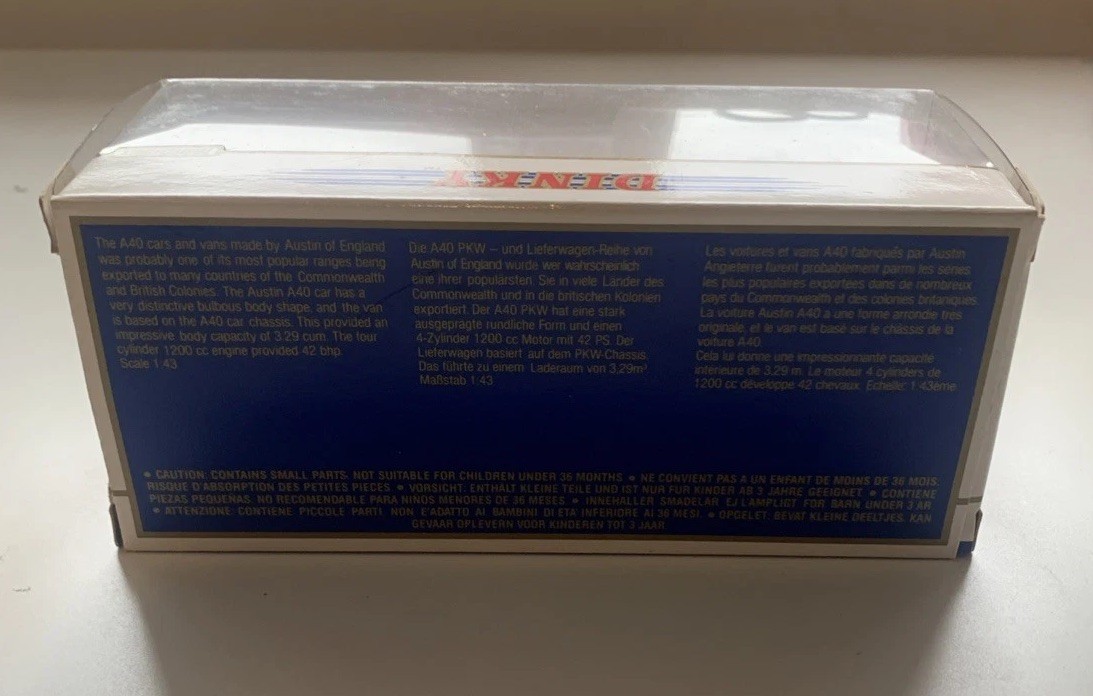 DINKY
The A40 cars and vans made by Austin of England
was probably one of its most popular ranges being
exported to many countries of the Commonwealth
and British Colonies. The Austin A40 car has a
very distinctive bulbous body shape, and the van
is based on the A40 car chassis. This provided an
impressive body capacity of 3.29 cum. The four
cylinder 1200 cc engine provided 42 bhp.
Scale 1:43
Die A40 PKW – und Lieferwagen-Reihe von
Austin of England wurde wer wahrscheinlich
eine ihrer populärsten. Sie in viele Länder des
Commonwealth und in die britischen Kolonien
exportiert. Der A40 PKW hat eine stark
ausgeprägte rundliche Form und einen
4-Zylinder 1200 cc Motor mit 42 PS. Der
Lieferwagen basiert auf dem PKW-Chassis.
Das führte zu einem Laderaum von 3,29m³
Maßstab 1:43
Les voitures et vans A40 fabriqués par Austin
Angleterre furent probablement parmi les séries
les plus populaires exportées dans de nombreux
pays du Commonwealth et des colonies britaniques.
La voiture Austin A40 a une forme arrondie très
originale, et le van est basé sur le châssis de la
voiture A40.
Cela lui donne une impressionnante capacité
intérieure de 3,29 m. Le moteur 4 cylinders de
1200 cc développe 42 chevaux. Echelle: 1:43ème
• CAUTION: CONTAINS SMALL PARTS. NOT SUITABLE FOR CHILDREN UNDER 36 MONTHS • NE CONVIENT PAS A UN ENFANT DE MOINS DE 36 MOIS.
RISQUE D'ABSORPTION DES PETITES PIECES • VORSICHT. ENTHÄLT KLEINE TEILE UND IST NUR FÜR KINDER AB 3 JAHRE GEEIGNET • CONTIENE
PIEZAS PEQUEÑAS. NO RECOMENDABLE PARA NIÑOS MENORES DE 36 MESES • INNEHÅLLER SMÅDELAR. EJ LÄMPLIGT FÖR BARN UNDER 3 ÅR
• ATTENZIONE: CONTIENE PICCOLE PARTI. NON E'ADATTO AI BAMBINI DI ETA' INFERIORE AI 36 MESI. • OPGELET: BEVAT KLEINE DEELTJES. KAN
GEVAAR OPLEVERN VOOR KINDEREN TOT 3 JAAR